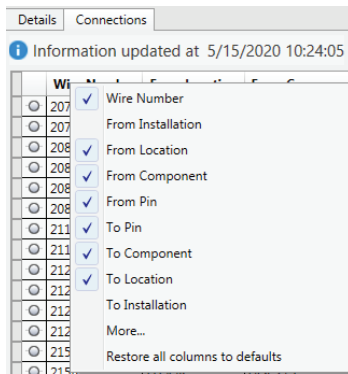 Details Connections
Information updated at 5/15/2020 10:24:05
Wire Number
From Installation
From Location
From Component
From Pin
To Pin
To Component
To Location
To Installation
More...
Restore all columns to defaults
207
207
208
208
208
208
211
211
212
212
212
212
215